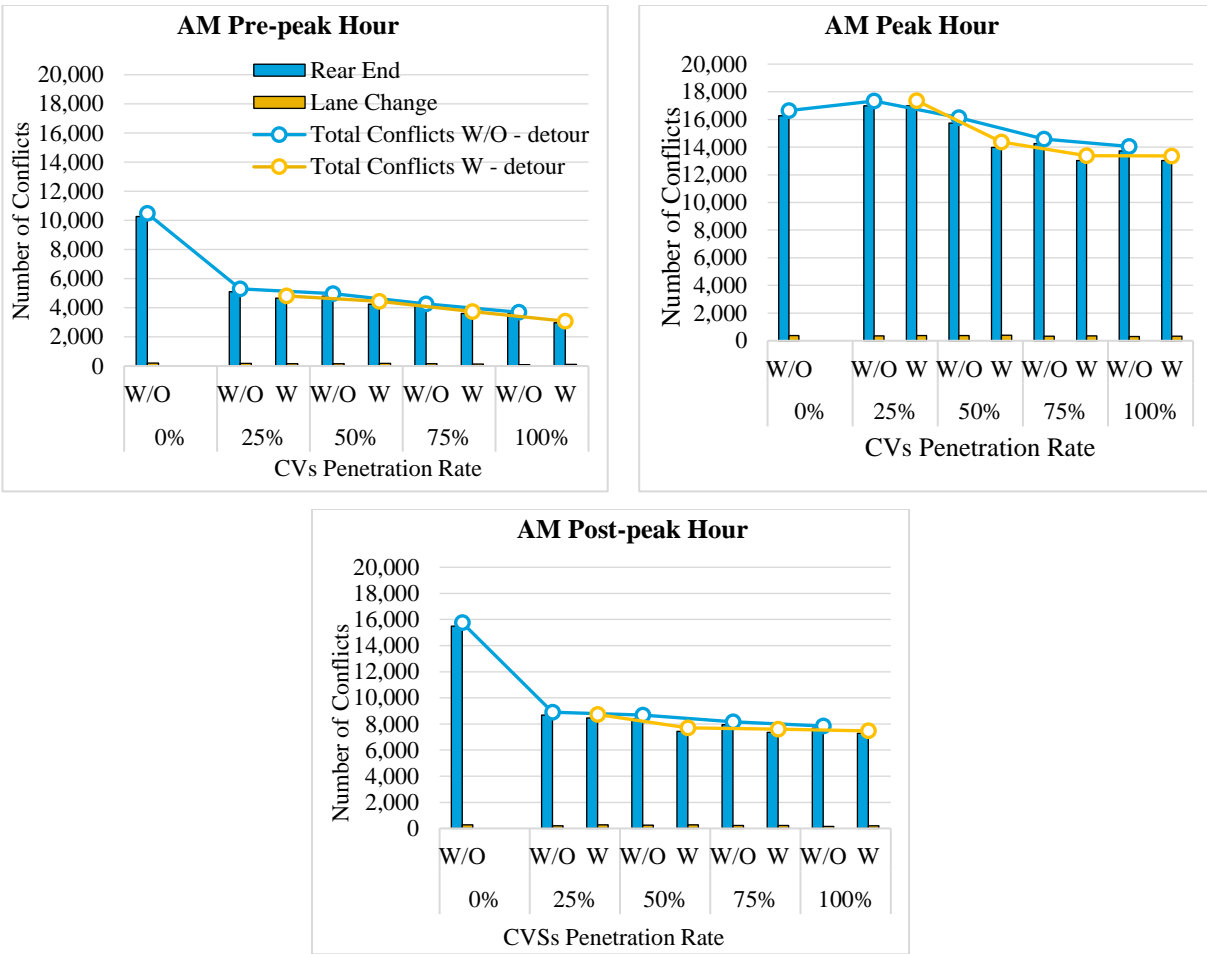 AM Pre-peak Hour
20,000
18,000
16,000
14,000
12,000
10,000
8,000
6,000
4,000
2,000
0
Number of Conflicts
Rear End
Lane Change
Total Conflicts W/O - detour
Total Conflicts W - detour
W/O W/O W W/O W W/O W W/O W
0% 25% 50% 75% 100%
CVs Penetration Rate
AM Peak Hour
20,000
18,000
16,000
14,000
12,000
10,000
8,000
6,000
4,000
2,000
0
Number of Conflicts
W/O W/O W W/O W W/O W W/O W
0% 25% 50% 75% 100%
CVs Penetration Rate
AM Post-peak Hour
20,000
18,000
16,000
14,000
12,000
10,000
8,000
6,000
4,000
2,000
0
Number of Conflicts
W/O W/O W W/O W W/O W W/O W
0% 25% 50% 75% 100%
CVSs Penetration Rate